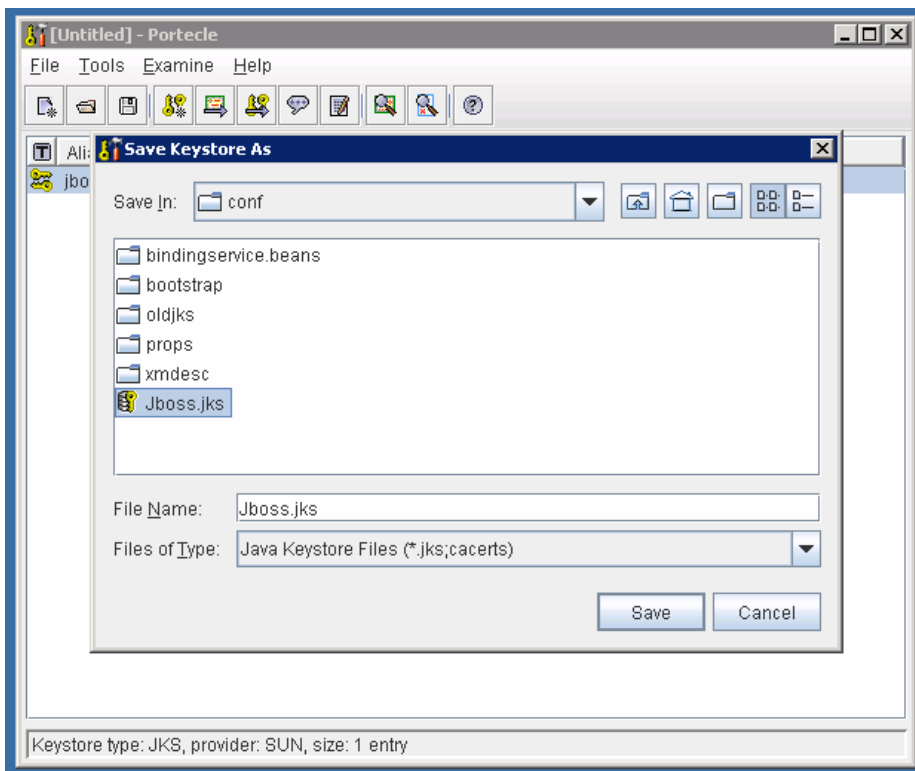 [Untitled] - Portecle
File Tools Examine Help
T Ali
Save Keystore As
jbo
Save In: conf
bindingservice.beans
bootstrap
oldjks
props
xmdesc
Jboss.jks
File Name: Jboss.jks
Files of Type: Java Keystore Files (*.jks;cacerts)
Save Cancel
Keystore type: JKS, provider: SUN, size: 1 entry